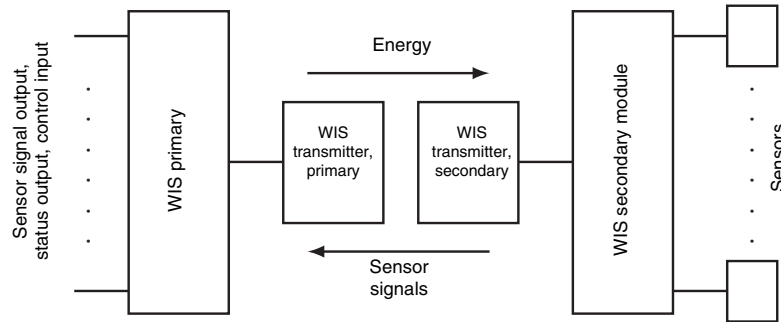 Sensor signal output,
status output, control input
WIS primary
Energy
WIS
transmitter,
primary
WIS
transmitter,
secondary
Sensor
signals
WIS secondary module
Sensors